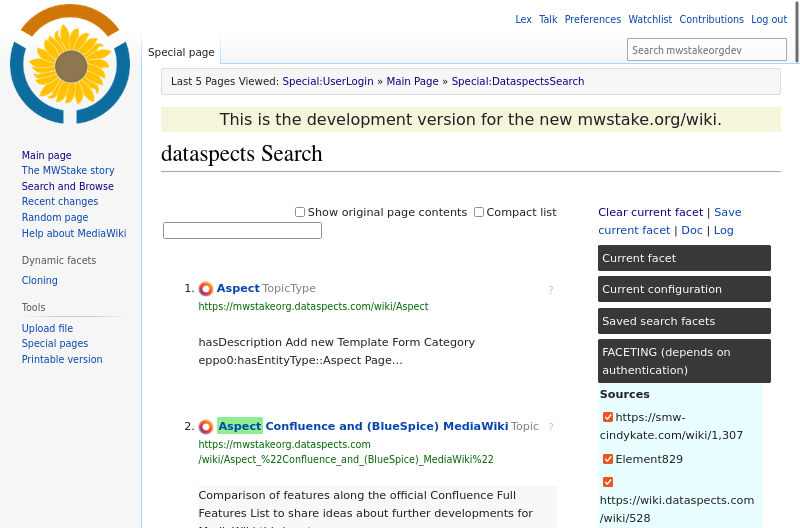 Lex Talk Preferences Watchlist Contributions Log out
Special page
Search mwstakeorgdev
Last 5 Pages Viewed: Special:UserLogin » Main Page » Special:DataspectsSearch
This is the development version for the new mwstake.org/wiki.
dataspects Search
Main page
The MWStake story
Search and Browse
Recent changes
Random page
Help about MediaWiki
Dynamic facets
Cloning
Tools
Upload file
Special pages
Printable version
Show original page contents Compact list
1. Aspect TopicType ?
https://mwstakeorg.dataspects.com/wiki/Aspect
hasDescription Add new Template Form Category
eppo0:hasEntityType::Aspect Page...
2. Aspect Confluence and (BlueSpice) MediaWiki Topic ?
https://mwstakeorg.dataspects.com
/wiki/Aspect_%22Confluence_and_(BlueSpice)_MediaWiki%22
Comparison of features along the official Confluence Full
Features List to share ideas about further developments for
Clear current facet | Save
current facet | Doc | Log
Current facet
Current configuration
Saved search facets
FACETING (depends on
authentication)
Sources
https://smw-
cindykate.com/wiki/1,307
Element829
https://wiki.dataspects.com
/wiki/528